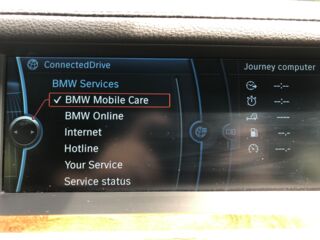 ConnectedDrive
Journey computer
BMW Services
✓ BMW Mobile Care
BMW Online
Internet
Hotline
Your Service
Service status
--:--
--:--
---.-
---.-